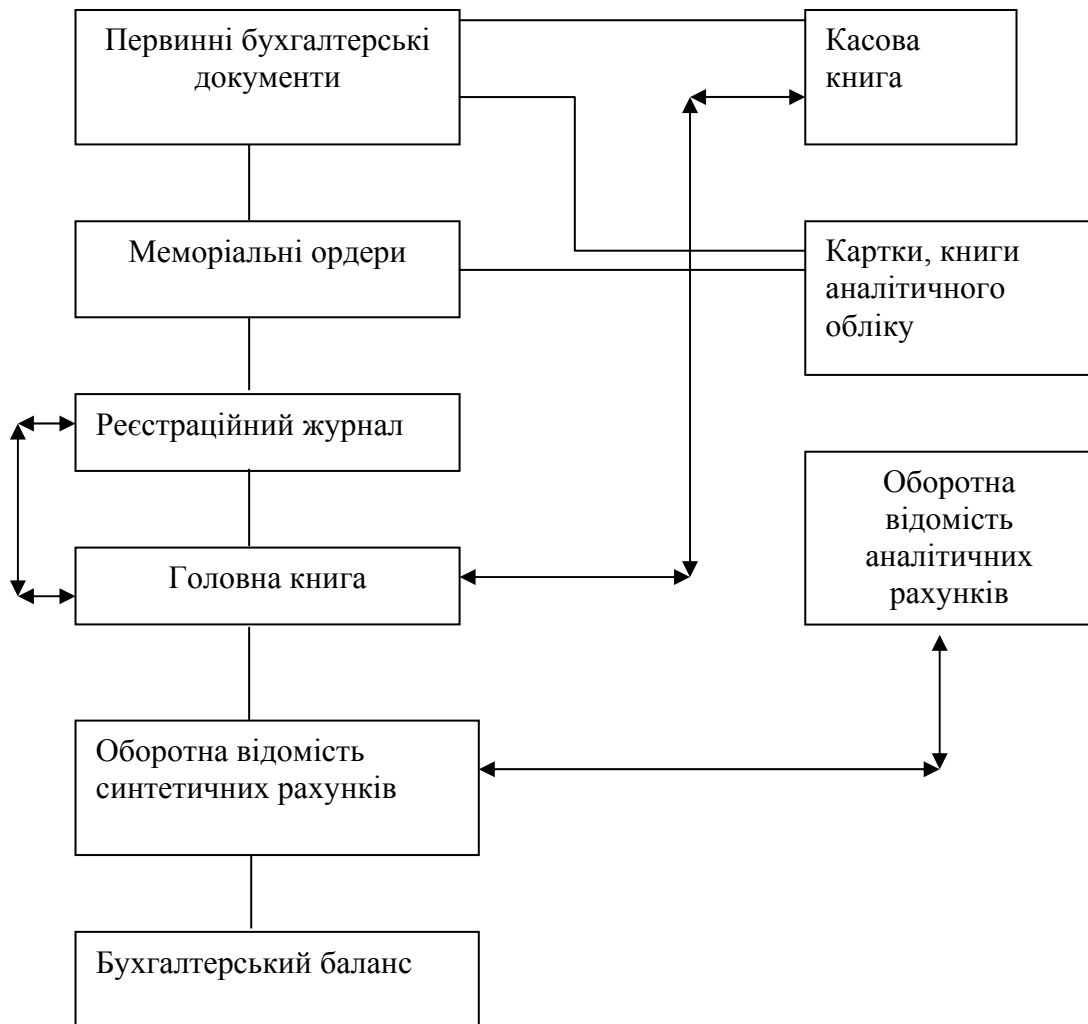 Первинні бухгалтерські
документи
Касова
книга
Меморіальні ордери
Картки, книги
аналітичного
обліку
Реєстраційний журнал
Оборотна
відомість
аналітичних
рахунків
Головна книга
Оборотна відомість
синтетичних рахунків
Бухгалтерський баланс